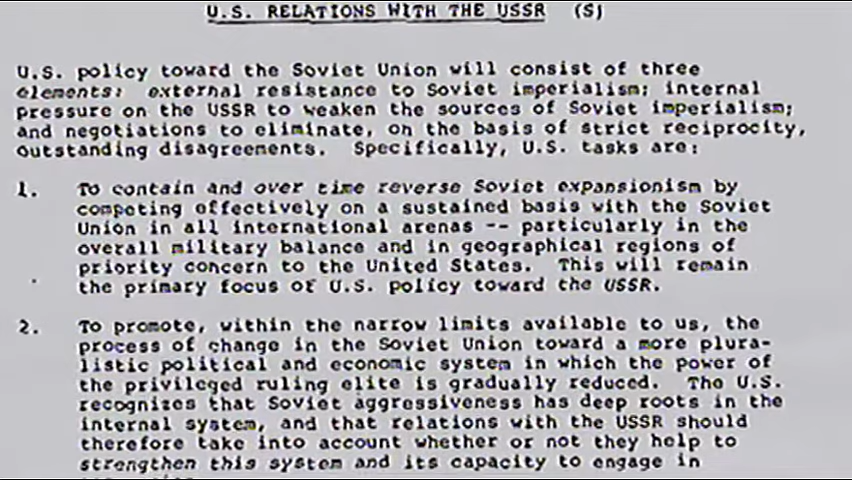 U.S. RELATIONS WITH THE USSR (S)
U.S. policy toward the Soviet Union will consist of three
elements: external resistance to Soviet imperialism; internal
pressure on the USSR to weaken the sources of Soviet imperialism;
and negotiations to eliminate, on the basis of strict reciprocity,
outstanding disagreements. Specifically, U.S. tasks are:
1. To contain and over time reverse Soviet expansionism by
competing effectively on a sustained basis with the Soviet
Union in all international arenas -- particularly in the
overall military balance and in geographical regions of
priority concern to the United States. This will remain
the primary focus of U.S. policy toward the USSR.
2. To promote, within the narrow limits available to us, the
process of change in the Soviet Union toward a more plura-
listic political and economic system in which the power of
the privileged ruling elite is gradually reduced. The U.S.
recognizes that Soviet aggressiveness has deep roots in the
internal system, and that relations with the USSR should
therefore take into account whether or not they help to
strengthen this system and its capacity to engage in